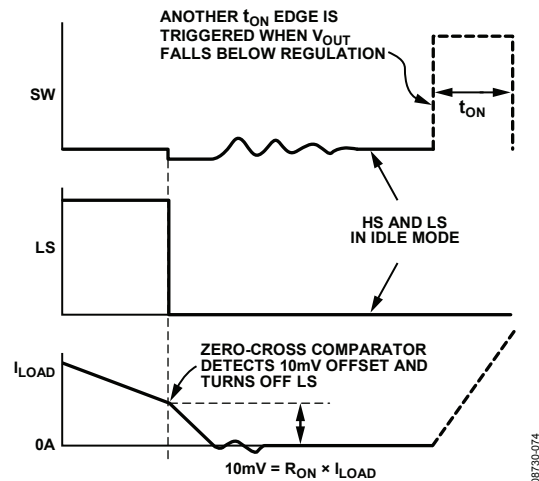 ANOTHER tON EDGE IS
TRIGGERED WHEN VOUT
FALLS BELOW REGULATION
SW
tON
HS AND LS
IN IDLE MODE
LS
ZERO-CROSS COMPARATOR
DETECTS 10mV OFFSET AND
TURNS OFF LS
ILOAD
0A
10mV = RON × ILOAD
08730-074